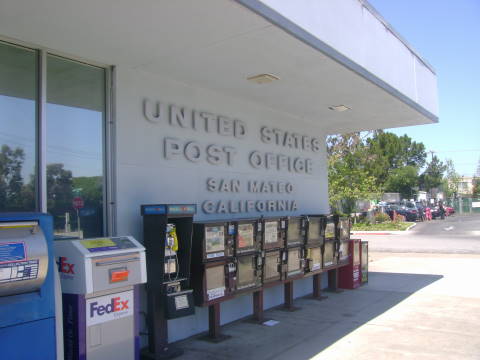 UNITED STATES
POST OFFICE
SAN MATEO
CALIFORNIA
FedEx
FedEx